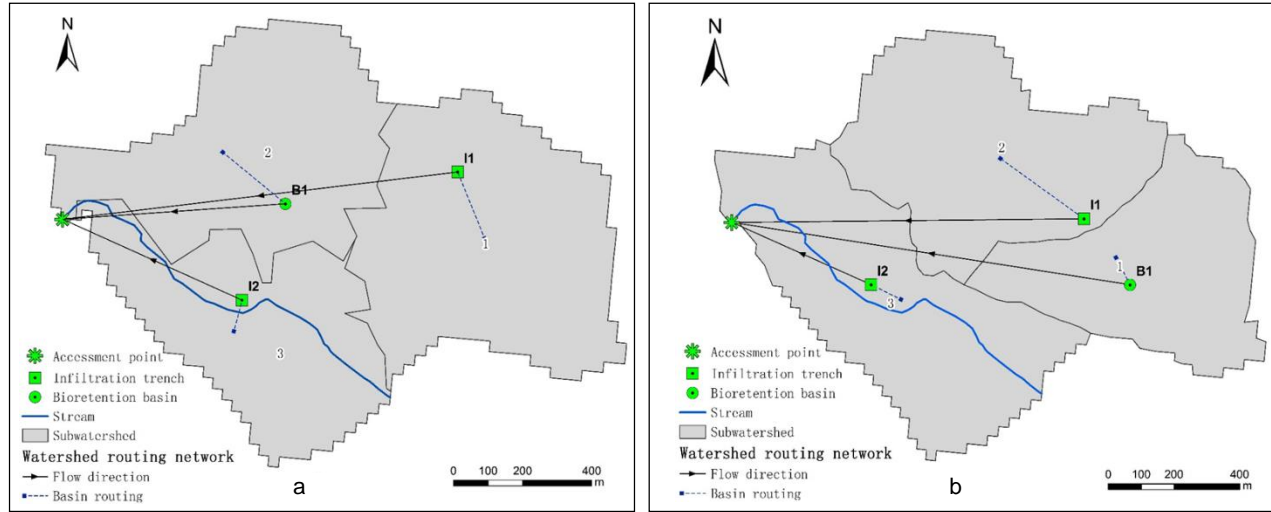 N
2
I1
B1
1
I2
3
Accessment point
Infiltration trench
Bioretention basin
Stream
Subwatershed
Watershed routing network
Flow direction
Basin routing
0 100 200 400
m
a
N
2
I1
1
B1
I2
3
Accessment point
Infiltration trench
Bioretention basin
Stream
Subwatershed
Watershed routing network
Flow direction
Basin routing
0 100 200 400
m
b